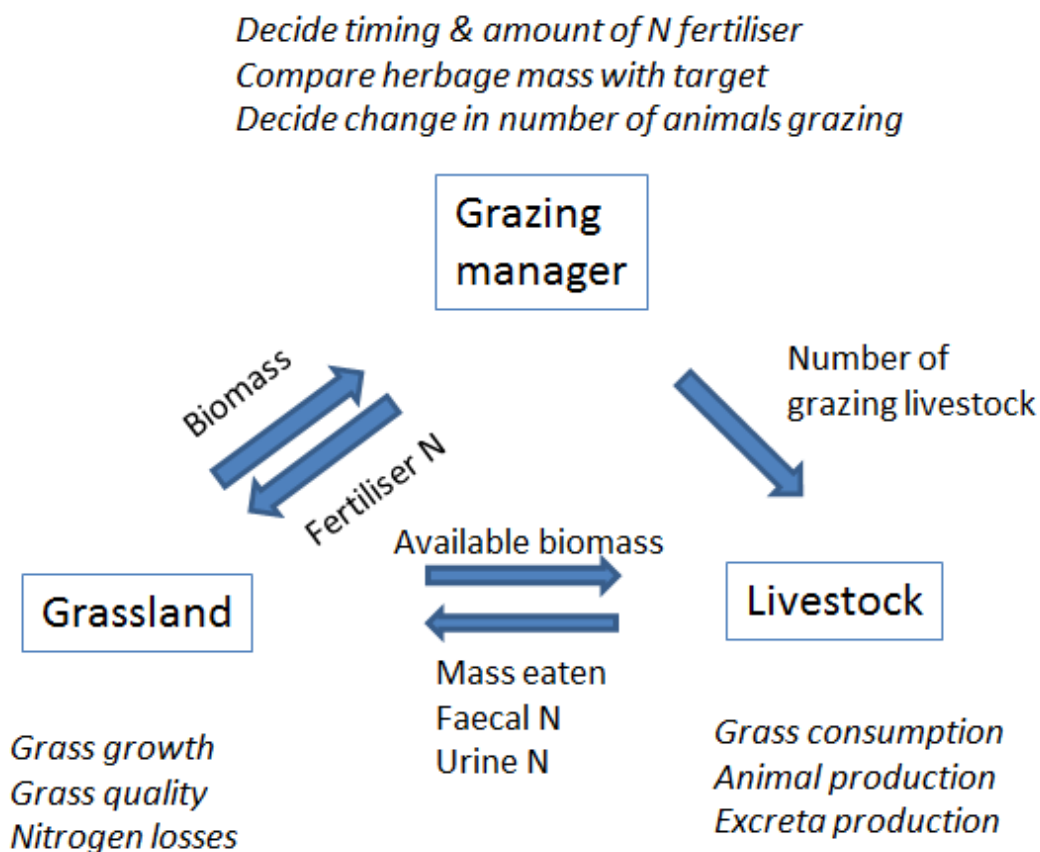 Decide timing & amount of N fertiliser
Compare herbage mass with target
Decide change in number of animals grazing
Grazing
manager
Biomass
Fertiliser N
Number of
grazing livestock
Available biomass
Grassland
Livestock
Mass eaten
Faecal N
Urine N
Grass growth
Grass quality
Nitrogen losses
Grass consumption
Animal production
Excreta production